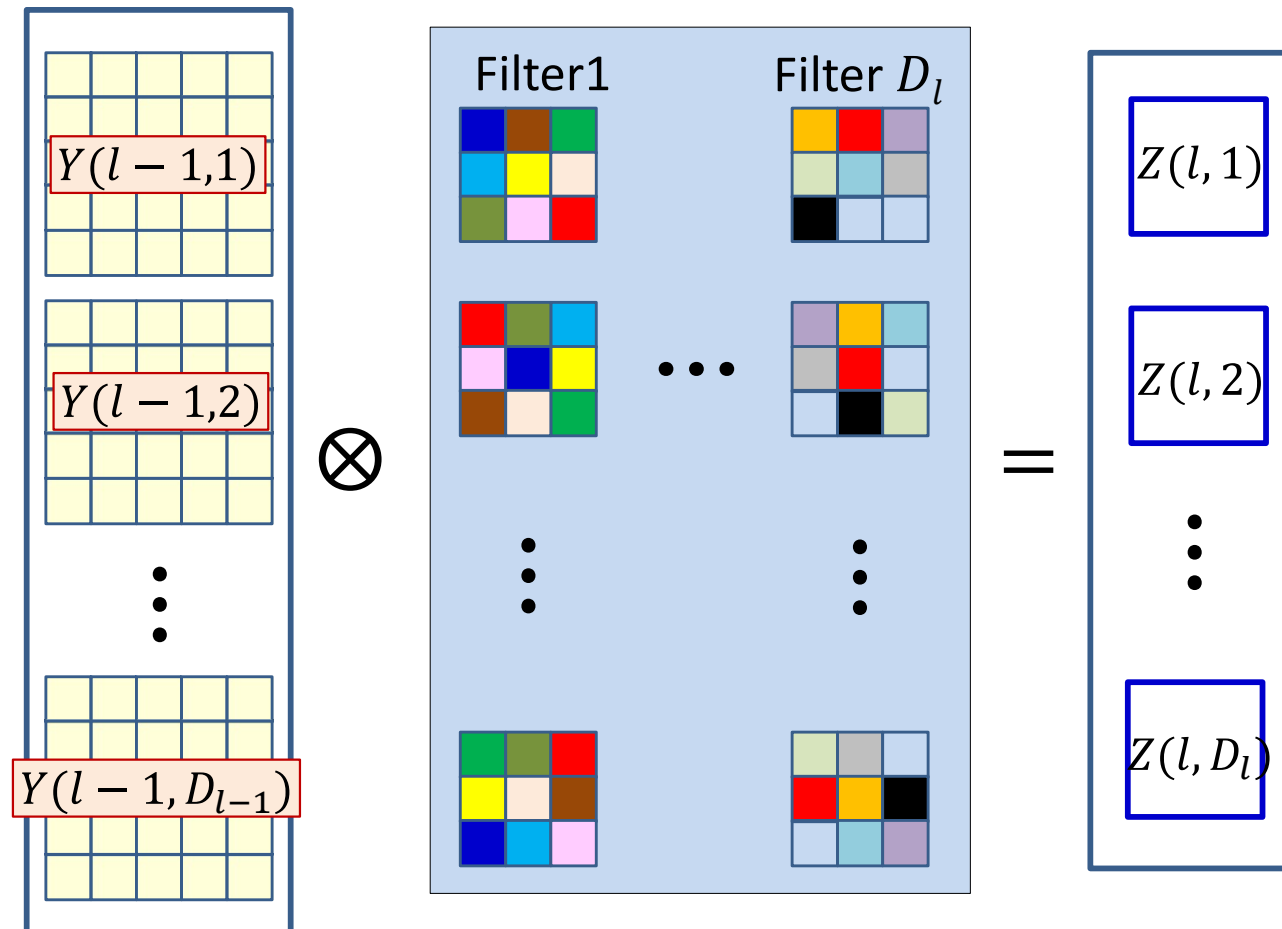 Filter1
Filter D_l
Y(l − 1,1)
Y(l − 1,2)
⋮
Y(l − 1, D_{l−1})
⊗
⋯
⋮
⋮
=
Z(l, 1)
Z(l, 2)
⋮
Z(l, D_l)